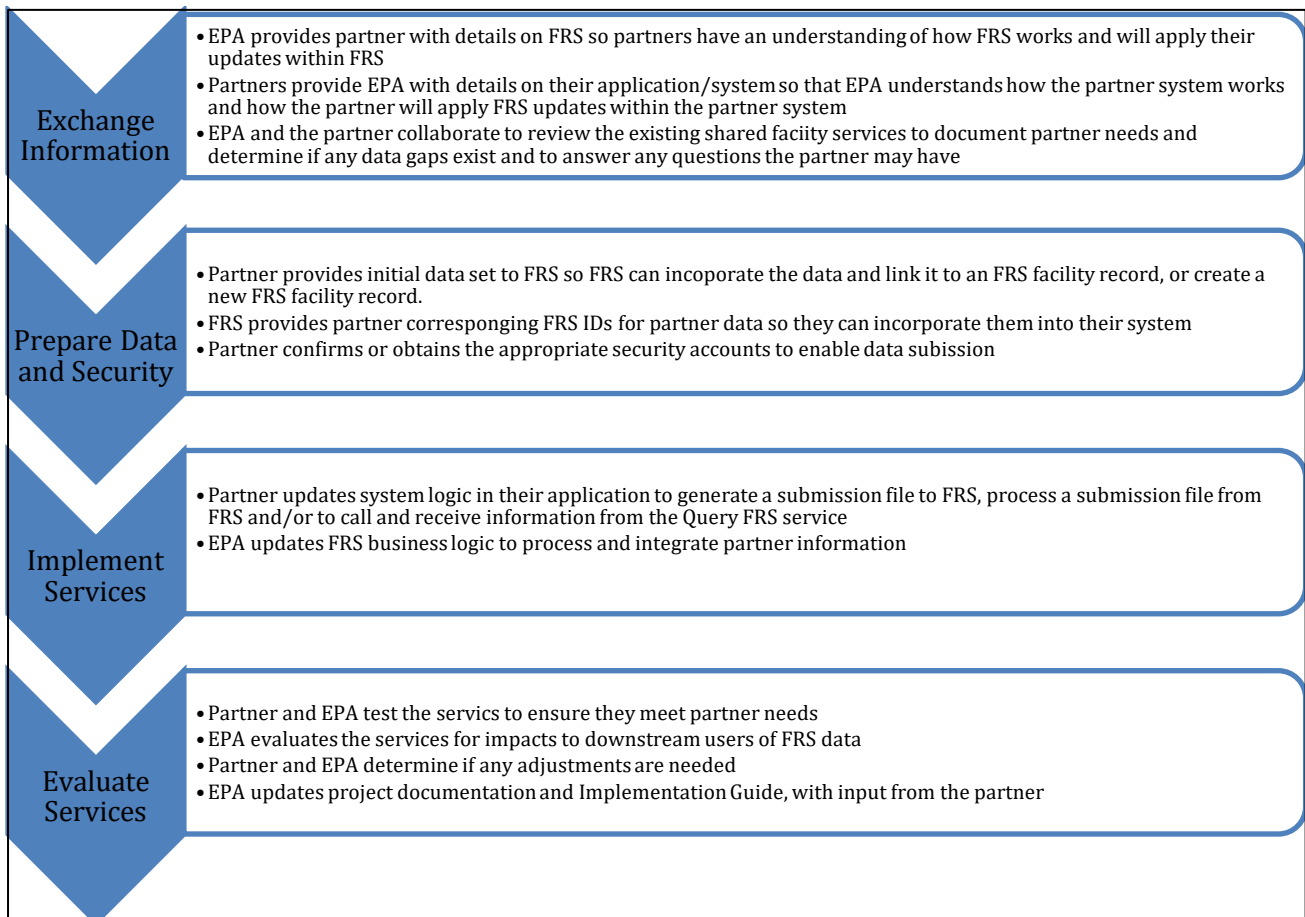 Exchange
Information
• EPA provides partner with details on FRS so partners have an understanding of how FRS works and will apply their
updates within FRS
• Partners provide EPA with details on their application/system so that EPA understands how the partner system works
and how the partner will apply FRS updates within the partner system
• EPA and the partner collaborate to review the existing shared faciity services to document partner needs and
determine if any data gaps exist and to answer any questions the partner may have
Prepare Data
and Security
• Partner provides initial data set to FRS so FRS can incoporate the data and link it to an FRS facility record, or create a
new FRS facility record.
• FRS provides partner corresponging FRS IDs for partner data so they can incorporate them into their system
• Partner confirms or obtains the appropriate security accounts to enable data subission
Implement
Services
• Partner updates system logic in their application to generate a submission file to FRS, process a submission file from
FRS and/or to call and receive information from the Query FRS service
• EPA updates FRS business logic to process and integrate partner information
Evaluate
Services
• Partner and EPA test the servics to ensure they meet partner needs
• EPA evaluates the services for impacts to downstream users of FRS data
• Partner and EPA determine if any adjustments are needed
• EPA updates project documentation and Implementation Guide, with input from the partner